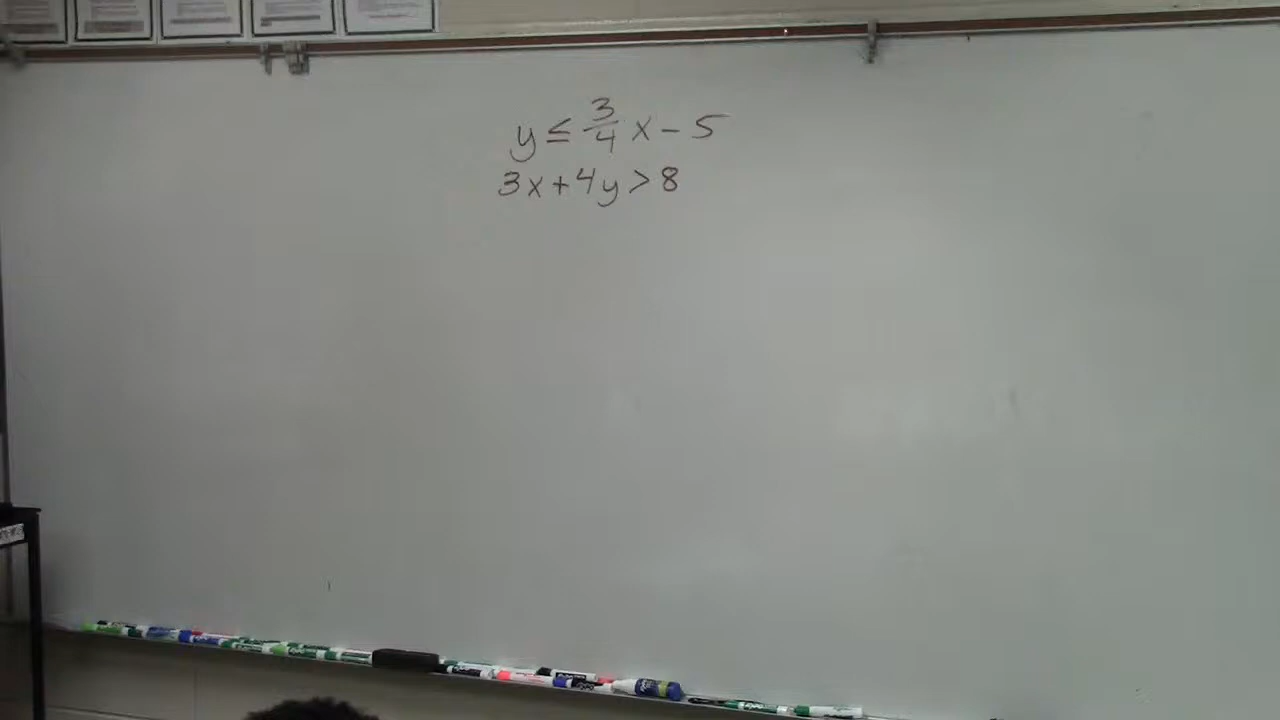 y ≤ 3/4 x - 5
3x + 4y > 8